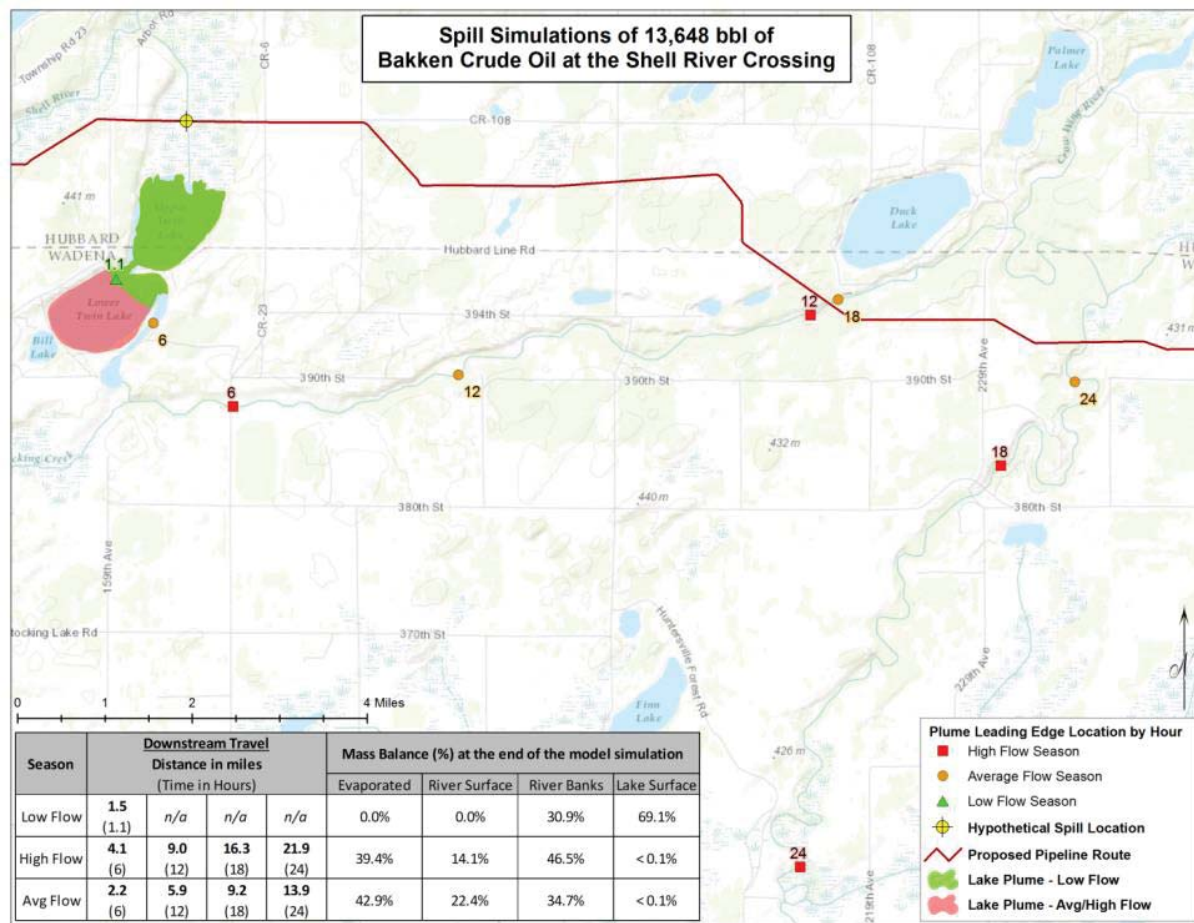 Spill Simulations of 13,648 bbl of
Bakken Crude Oil at the Shell River Crossing
Township Rd 23
Arbor Rd
CR-6
CR-108
Palmer
Lake
Shell River
CR-108
Crow Wing River
441 m
Lake
Duck
Lake
HUBBARD
WADENA
Hubbard Line Rd
1.1
Lower
Twin Lake
CR-23
394th St
12
18
Bill
Lake
6
431 m
390th St
390th St
390th St
229th Ave
6
12
24
432 m
18
440 m
380th St
380th St
159th Ave
tocking Lake Rd
370th St
Huntersville Forest Rd
229th Ave
0 1 2 4 Miles
426 m
24
219th Ave
Season
Downstream Travel
Distance in miles
(Time in Hours)
Mass Balance (%) at the end of the model simulation
Evaporated River Surface River Banks Lake Surface
Low Flow 1.5 (1.1) n/a n/a n/a 0.0% 0.0% 30.9% 69.1%
High Flow 4.1 (6) 9.0 (12) 16.3 (18) 21.9 (24) 39.4% 14.1% 46.5% < 0.1%
Avg Flow 2.2 (6) 5.9 (12) 9.2 (18) 13.9 (24) 42.9% 22.4% 34.7% < 0.1%
Plume Leading Edge Location by Hour
High Flow Season
Average Flow Season
Low Flow Season
Hypothetical Spill Location
Proposed Pipeline Route
Lake Plume - Low Flow
Lake Plume - Avg/High Flow